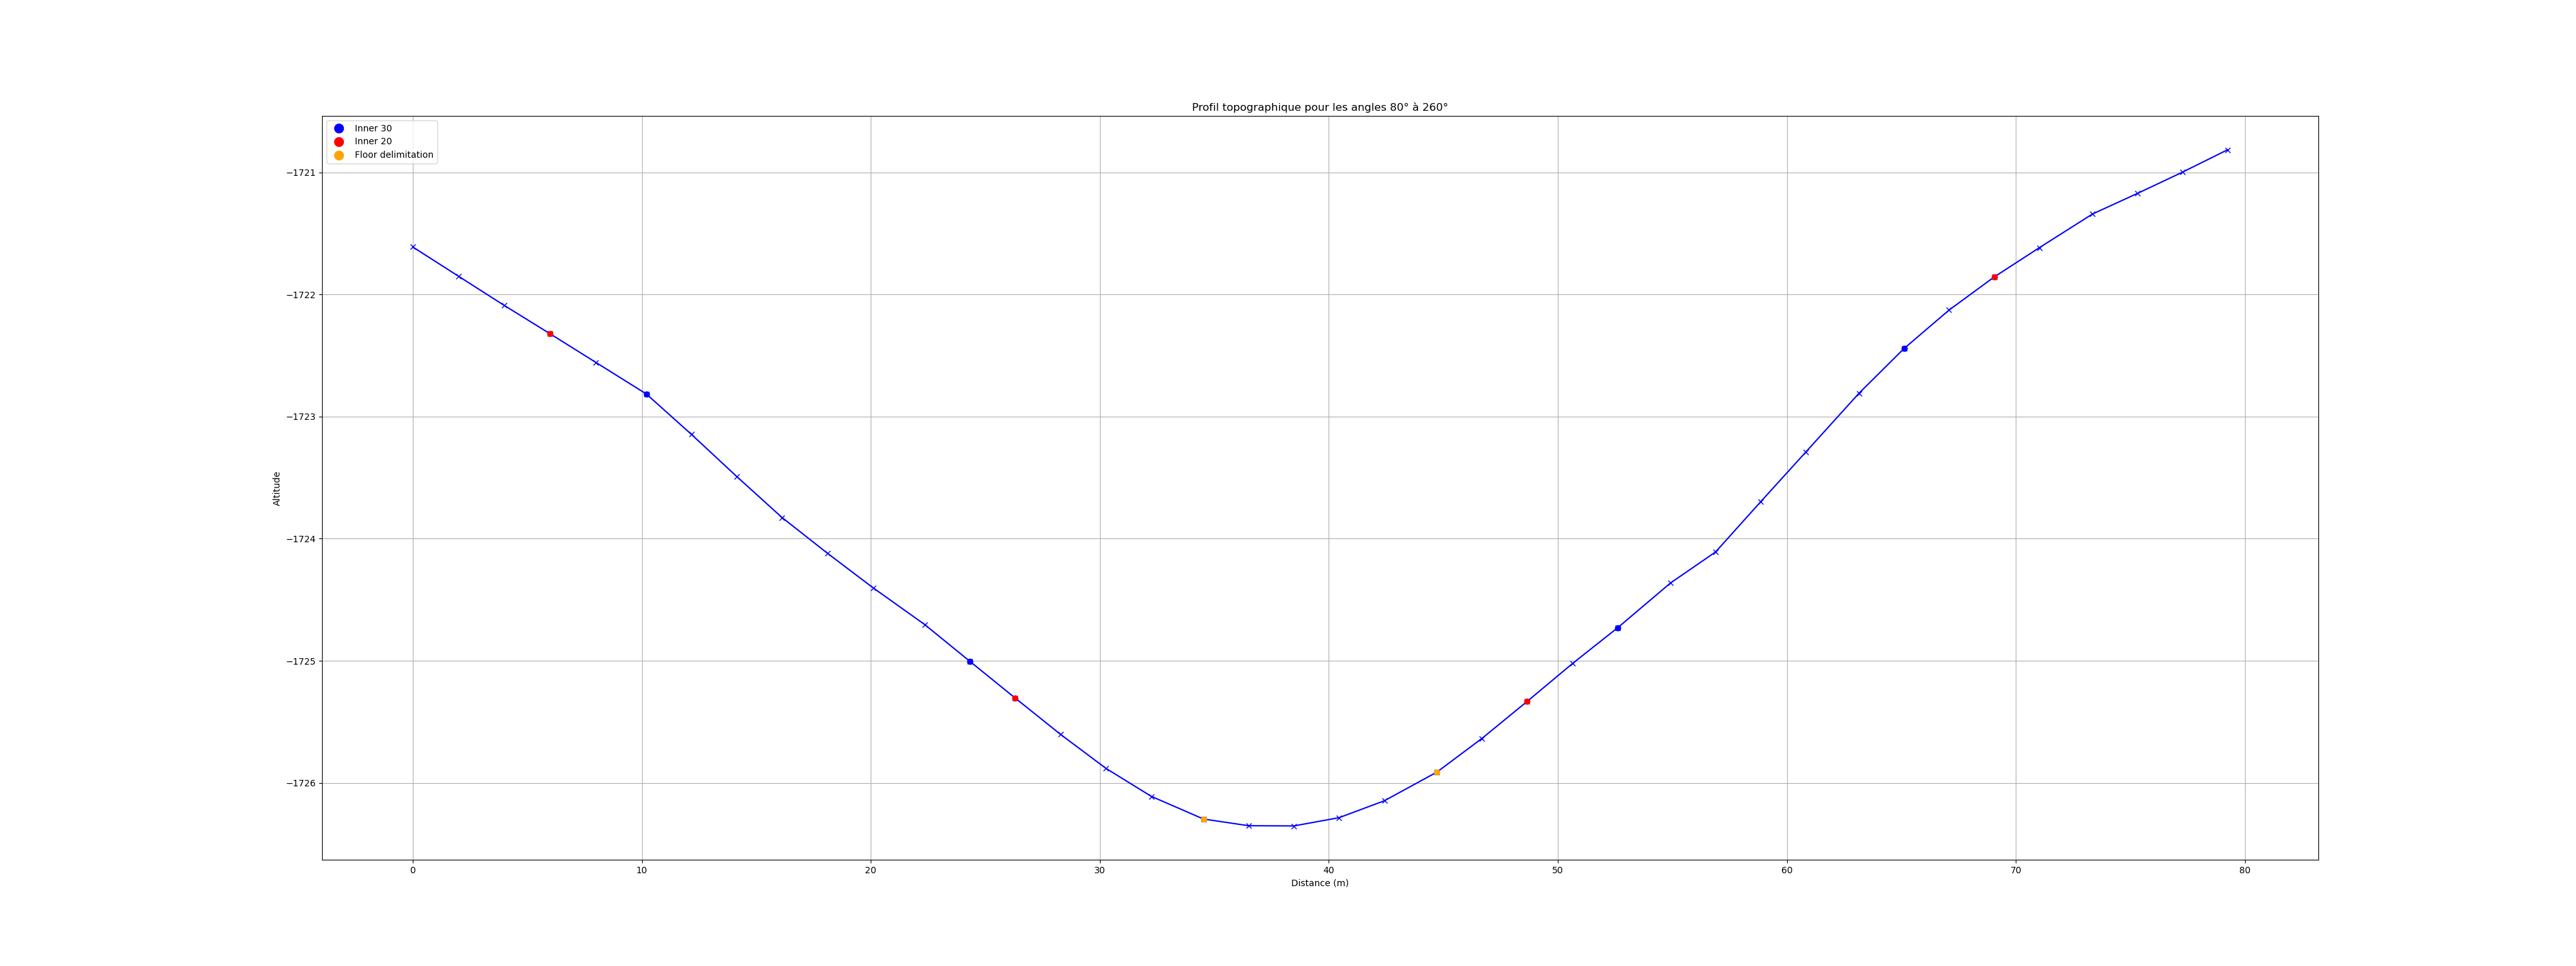 Profil topographique pour les angles 80° à 260°
Inner 30
Inner 20
Floor delimitation
−1721
−1722
−1723
−1724
−1725
−1726
Altitude
0 10 20 30 40 50 60 70 80
Distance (m)